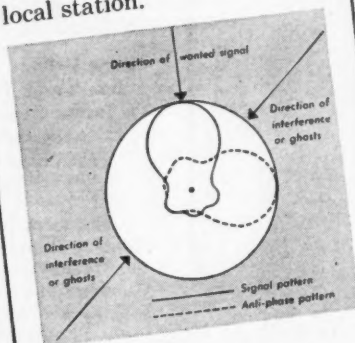 local station.
Direction of wanted signal
Direction of
interference
or ghosts
Direction of
interference
or ghosts
Signal pattern
Anti-phase pattern